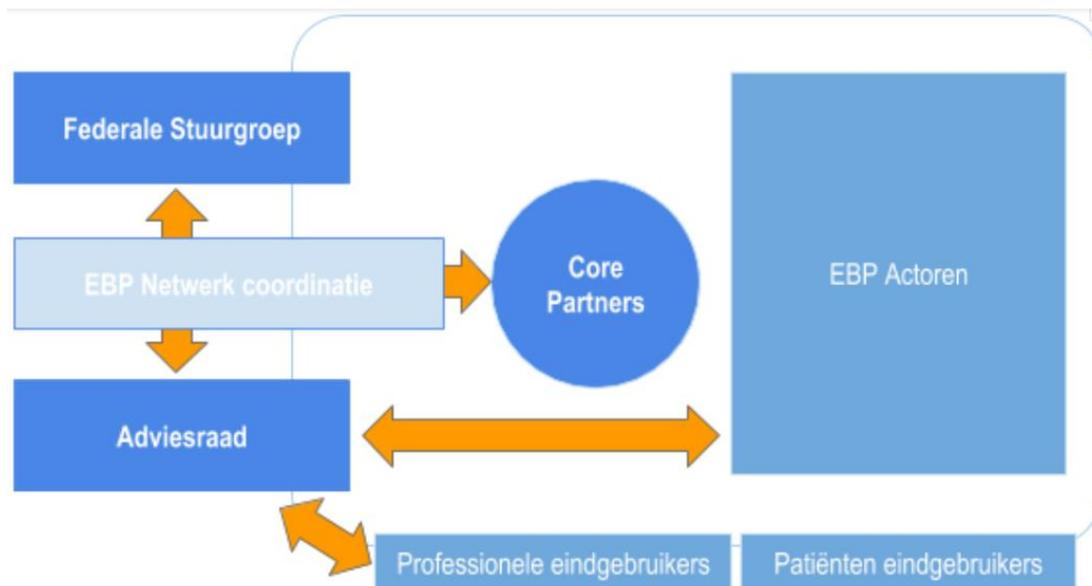 Federale Stuurgroep
EBP Netwerk coordinatie
Core
Partners
EBP Actoren
Adviesraad
Professionele eindgebruikers
Patiënten eindgebruikers